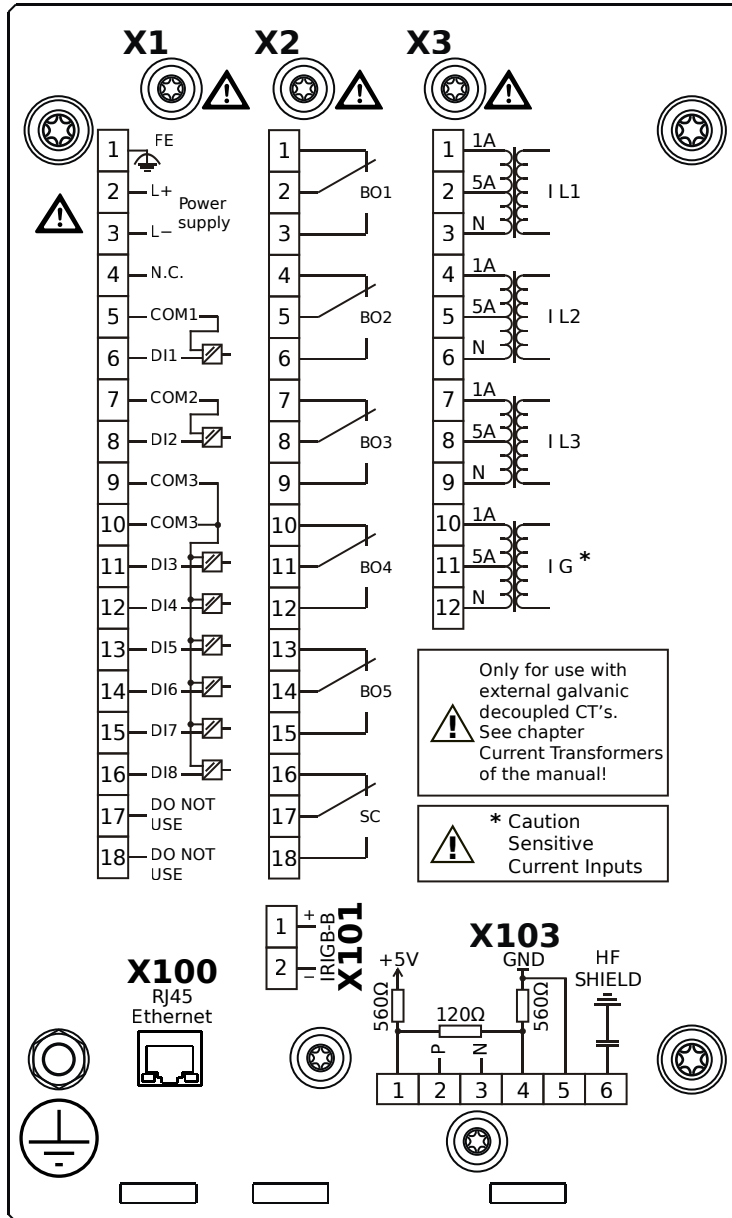 X1
X2
X3
1 FE
2 L+
Power
supply
3 L−
4 N.C.
5 COM1
6 DI1
7 COM2
8 DI2
9 COM3
10 COM3
11 DI3
12 DI4
13 DI5
14 DI6
15 DI7
16 DI8
17 DO NOT
USE
18 DO NOT
USE
1
2 BO1
3
4
5 BO2
6
7
8 BO3
9
10
11 BO4
12
13
14 BO5
15
16
17 SC
18
1 1A
2 5A I L1
3 N
4 1A
5 5A I L2
6 N
7 1A
8 5A I L3
9 N
10 1A
11 5A I G *
12 N
! Only for use with
external galvanic
decoupled CT's.
See chapter
Current Transformers
of the manual!
! * Caution
Sensitive
Current Inputs
X100
RJ45
Ethernet
1 +
2 −
IRIGB-B
X101
X103
+5V
GND
HF
SHIELD
560Ω
120Ω
560Ω
P
N
1 2 3 4 5 6